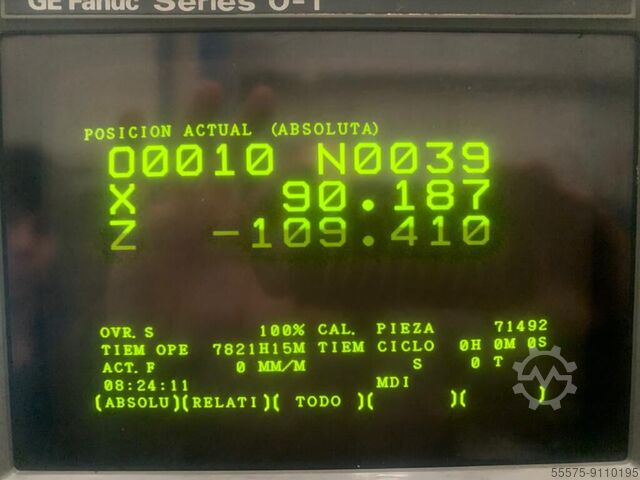 GE Fanuc Series 0-T
POSICION ACTUAL (ABSOLUTA)
O0010 N0039
X 90.187
Z -109.410
OVR. S 100% CAL. PIEZA 71492
TIEM OPE 7821H15M TIEM CICLO 0H 0M 0S
ACT. F 0 MM/M S 0 T
08:24:11 MDI
(ABSOLU)(RELATI)( TODO )( )( )
55575-9110195